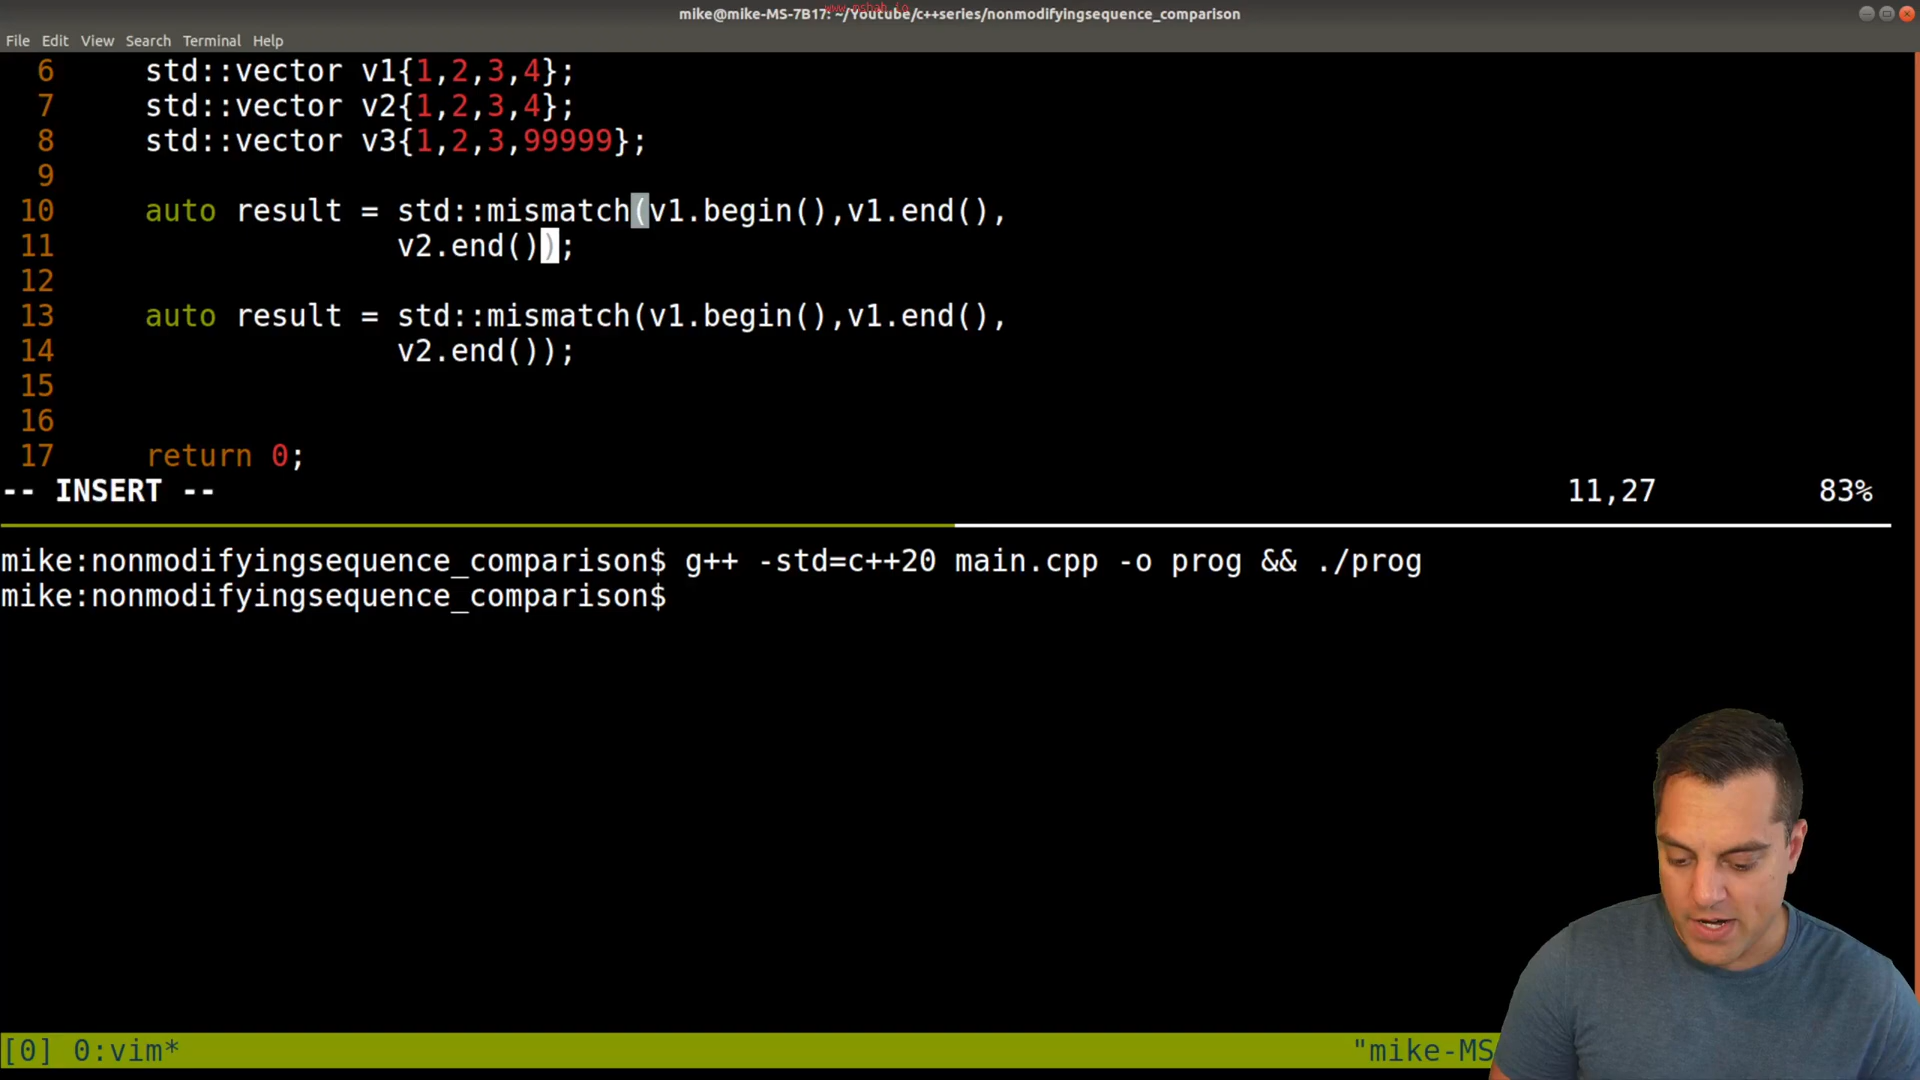 www.mshah.io
mike@mike-MS-7B17: ~/Youtube/c++series/nonmodifyingsequence_comparison
File Edit View Search Terminal Help
6 std::vector v1{1,2,3,4};
7 std::vector v2{1,2,3,4};
8 std::vector v3{1,2,3,99999};
9
10 auto result = std::mismatch(v1.begin(),v1.end(),
11 v2.end());
12
13 auto result = std::mismatch(v1.begin(),v1.end(),
14 v2.end());
15
16
17 return 0;
-- INSERT -- 11,27 83%
mike:nonmodifyingsequence_comparison$ g++ -std=c++20 main.cpp -o prog && ./prog
mike:nonmodifyingsequence_comparison$
[0] 0:vim* "mike-MS